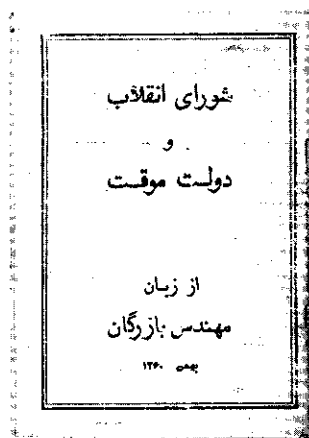 شورای انقلاب
و
دولت موقت
از زبان
مهندس بازرگان
بهمن ۱۳۶۰